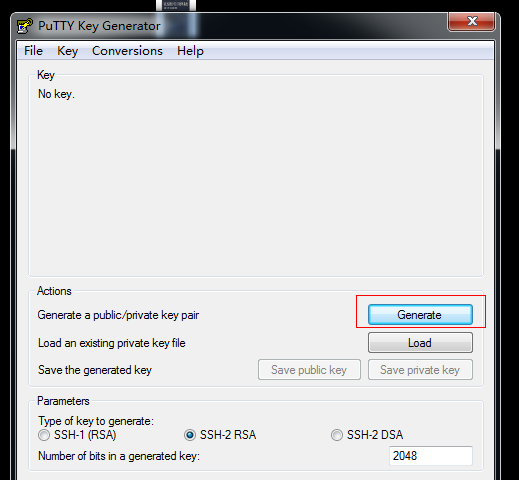 PuTTY Key Generator
File Key Conversions Help
Key
No key.
Actions
Generate a public/private key pair Generate
Load an existing private key file Load
Save the generated key Save public key Save private key
Parameters
Type of key to generate:
SSH-1 (RSA) SSH-2 RSA SSH-2 DSA
Number of bits in a generated key: 2048